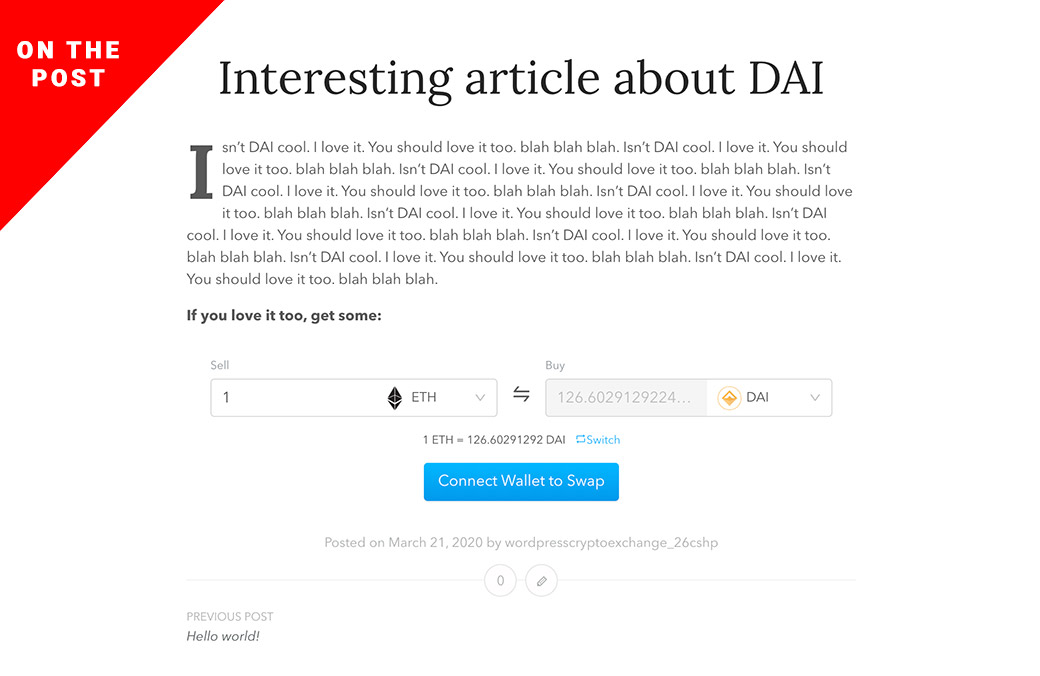 ON THE
POST
Interesting article about DAI
Isn’t DAI cool. I love it. You should love it too. blah blah blah. Isn’t DAI cool. I love it. You should
love it too. blah blah blah. Isn’t DAI cool. I love it. You should love it too. blah blah blah. Isn’t
DAI cool. I love it. You should love it too. blah blah blah. Isn’t DAI cool. I love it. You should love
it too. blah blah blah. Isn’t DAI cool. I love it. You should love it too. blah blah blah. Isn’t DAI
cool. I love it. You should love it too. blah blah blah. Isn’t DAI cool. I love it. You should love it too.
blah blah blah. Isn’t DAI cool. I love it. You should love it too. blah blah blah. Isn’t DAI cool. I love it.
You should love it too. blah blah blah.
If you love it too, get some:
Sell
Buy
1
ETH
126.6029129224...
DAI
1 ETH = 126.60291292 DAI Switch
Connect Wallet to Swap
Posted on March 21, 2020 by wordpresscryptoexchange_26cshp
0
PREVIOUS POST
Hello world!